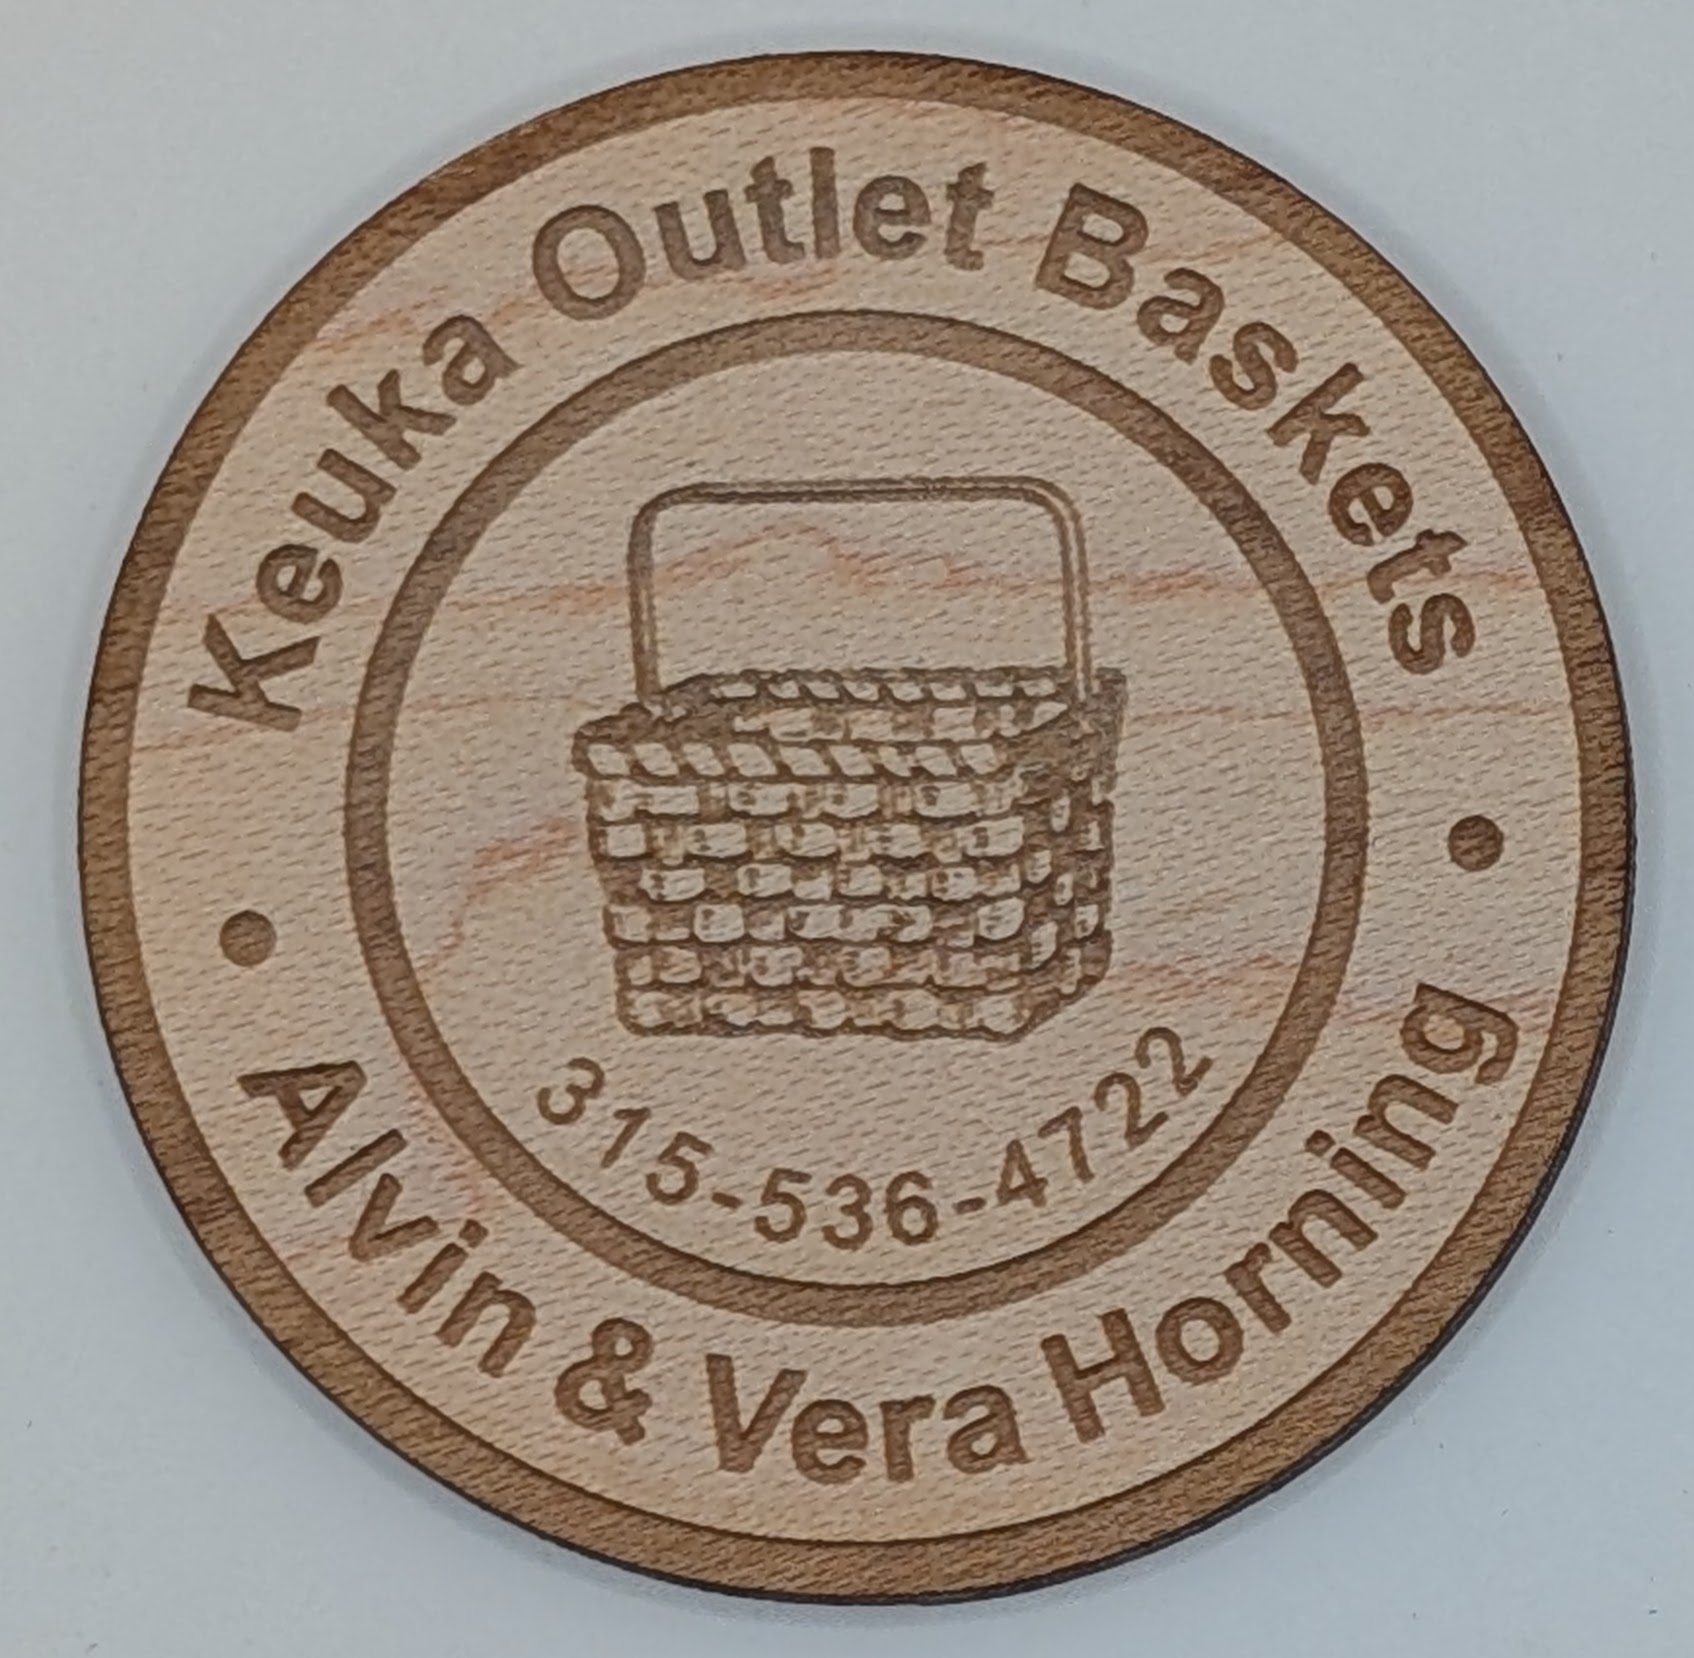 Keuka Outlet Baskets
315-536-4722
• Alvin & Vera Horning •